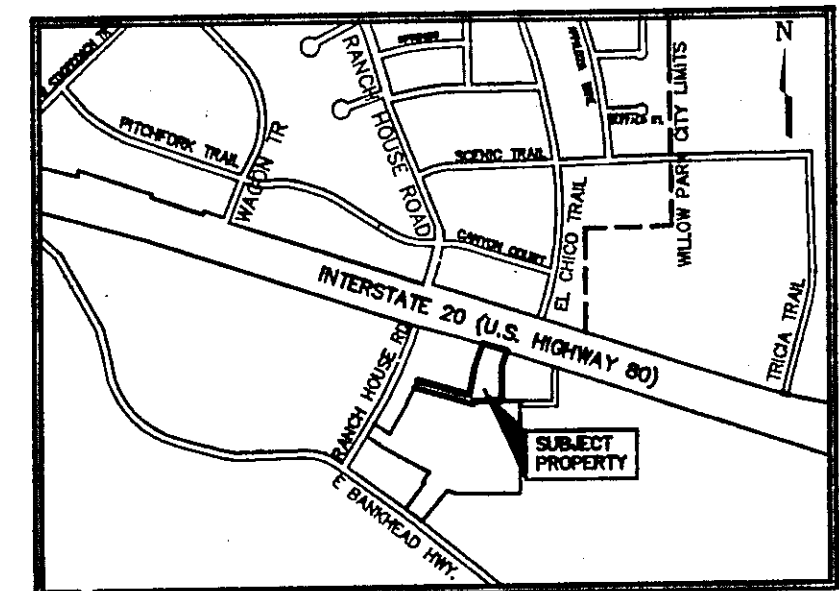 PITCHFORK TRAIL
WAGON TR
RANCH HOUSE ROAD
SCENIC TRAIL
CANYON COURT
EL CHICO TRAIL
WILLOW PARK CITY LIMITS
N
TRICIA TRAIL
INTERSTATE 20 (U.S. HIGHWAY 80)
RANCH HOUSE RD
SUBJECT
PROPERTY
E BANKHEAD HWY.